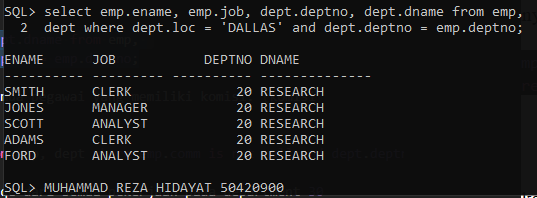 SQL> select emp.ename, emp.job, dept.deptno, dept.dname from emp,
  2  dept where dept.loc = 'DALLAS' and dept.deptno = emp.deptno;
ENAME      JOB           DEPTNO DNAME
---------- --------- ---------- --------------
SMITH      CLERK             20 RESEARCH
JONES      MANAGER           20 RESEARCH
SCOTT      ANALYST           20 RESEARCH
ADAMS      CLERK             20 RESEARCH
FORD       ANALYST           20 RESEARCH
SQL> MUHAMMAD REZA HIDAYAT 50420900